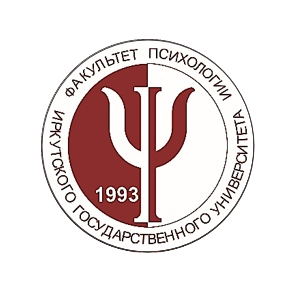 ФАКУЛЬТЕТ ПСИХОЛОГИИ
ИРКУТСКОГО ГОСУДАРСТВЕННОГО УНИВЕРСИТЕТА
Ψ
1993